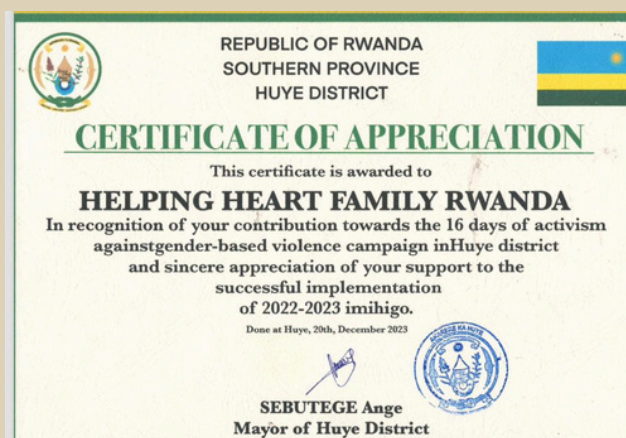 REPUBLIC OF RWANDA
SOUTHERN PROVINCE
HUYE DISTRICT
CERTIFICATE OF APPRECIATION
This certificate is awarded to
HELPING HEART FAMILY RWANDA
In recognition of your contribution towards the 16 days of activism
againstgender-based violence campaign inHuye district
and sincere appreciation of your support to the
successful implementation
of 2022-2023 imihigo.
Done at Huye, 20th, December 2023
AKARERE KA HUYE
SEBUTEGE Ange
Mayor of Huye District